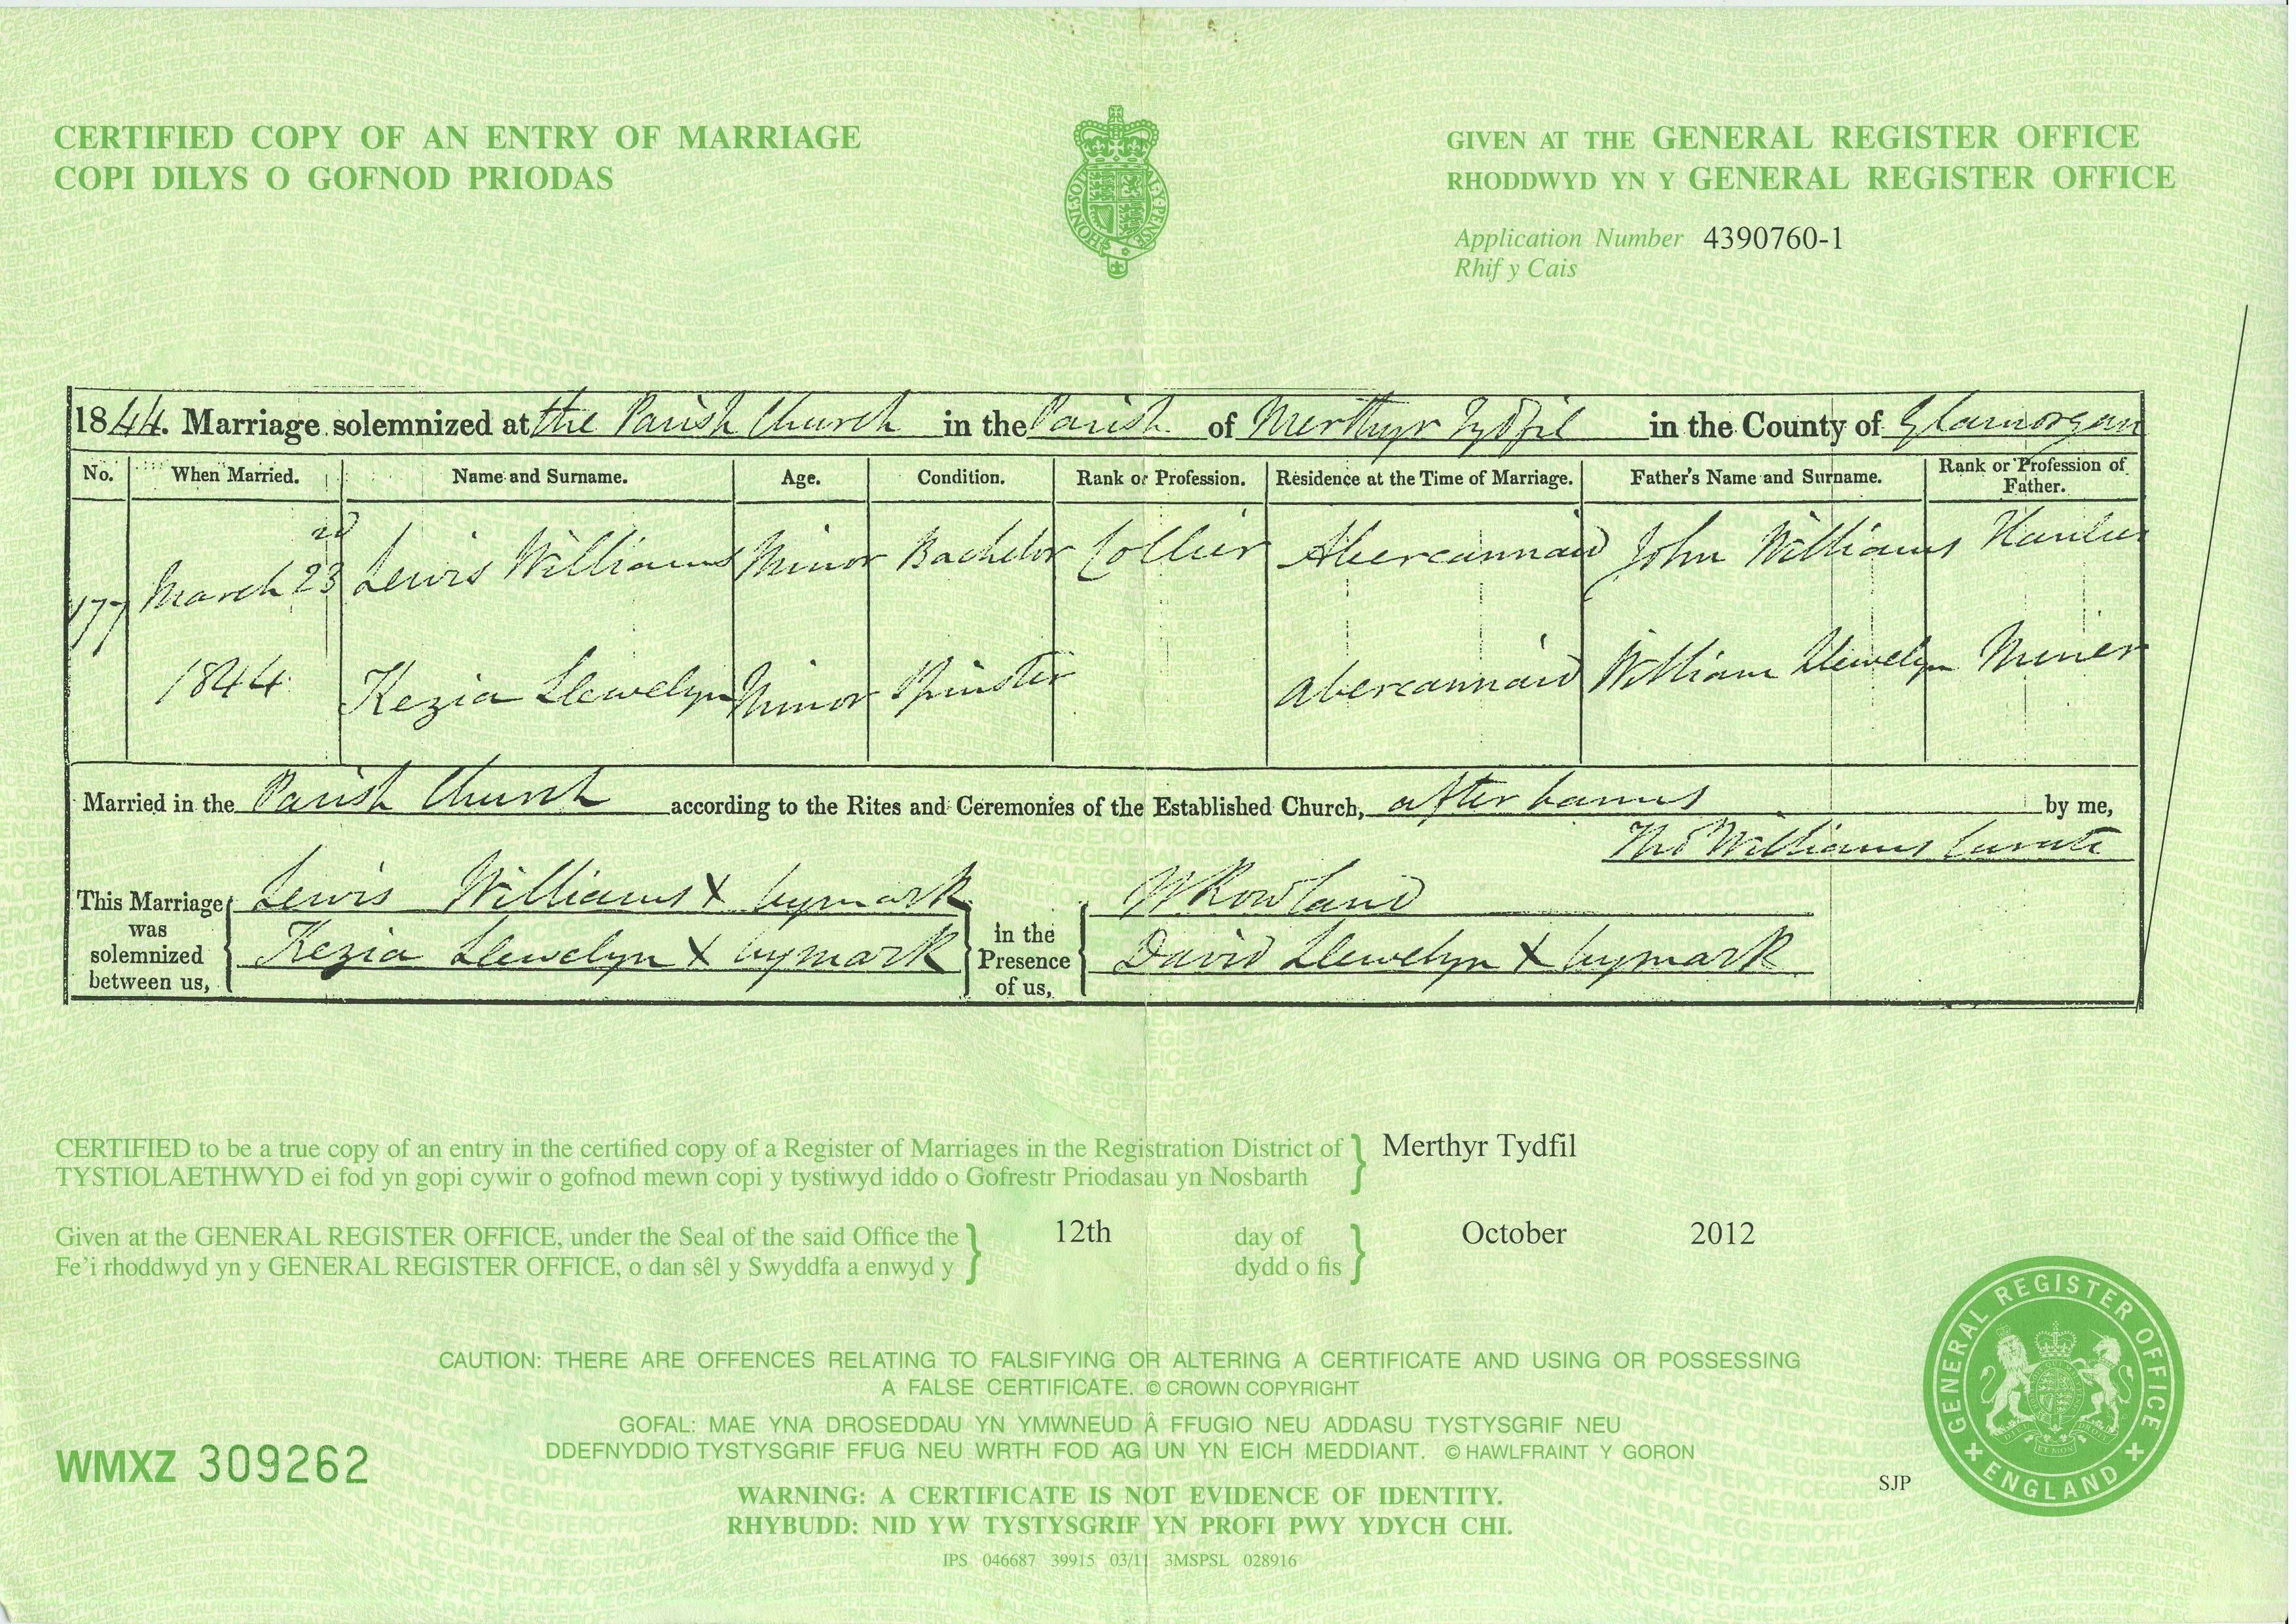 CERTIFIED COPY OF AN ENTRY OF MARRIAGE
COPI DILYS O GOFNOD PRIODAS
GIVEN AT THE GENERAL REGISTER OFFICE
RHODDWYD YN Y GENERAL REGISTER OFFICE
Application Number 4390760-1
Rhif y Cais
1844. Marriage solemnized at the Parish Church in the Parish of Merthyr Tydfil in the County of Glamorgan
No. When Married. Name and Surname. Age. Condition. Rank or Profession. Residence at the Time of Marriage. Father's Name and Surname. Rank or Profession of Father.
177 March 23 Lewis Williams Minor Bachelor Collier Abercannaid John Williams
1844 Kezia Llewelyn Minor Spinster Abercannaid William Llewelyn Miner
Married in the Parish Church according to the Rites and Ceremonies of the Established Church, after banns by me,
Thos Williams Curate
This Marriage was solemnized between us, Lewis Williams X by mark
Kezia Llewelyn X by mark
in the Presence of us, W Rowland
David Llewelyn X by mark
CERTIFIED to be a true copy of an entry in the certified copy of a Register of Marriages in the Registration District of Merthyr Tydfil
TYSTIOLAETHWYD ei fod yn gopi cywir o gofnod mewn copi y tystiwyd iddo o Gofrestr Priodasau yn Nosbarth
Given at the GENERAL REGISTER OFFICE, under the Seal of the said Office the 12th day of October 2012
Fe'i rhoddwyd yn y GENERAL REGISTER OFFICE, o dan sêl y Swyddfa a enwyd y dydd o fis
CAUTION: THERE ARE OFFENCES RELATING TO FALSIFYING OR ALTERING A CERTIFICATE AND USING OR POSSESSING
A FALSE CERTIFICATE. © CROWN COPYRIGHT
GOFAL: MAE YNA DROSEDDAU YN YMWNEUD Â FFUGIO NEU ADDASU TYSTYSGRIF NEU
DDEFNYDDIO TYSTYSGRIF FFUG NEU WRTH FOD AG UN YN EICH MEDDIANT. © HAWLFRAINT Y GORON
WARNING: A CERTIFICATE IS NOT EVIDENCE OF IDENTITY.
RHYBUDD: NID YW TYSTYSGRIF YN PROFI PWY YDYCH CHI.
IPS 046687 39915 03/11 3MSPSL 028916
WMXZ 309262
SJP
GENERAL REGISTER OFFICE
ENGLAND